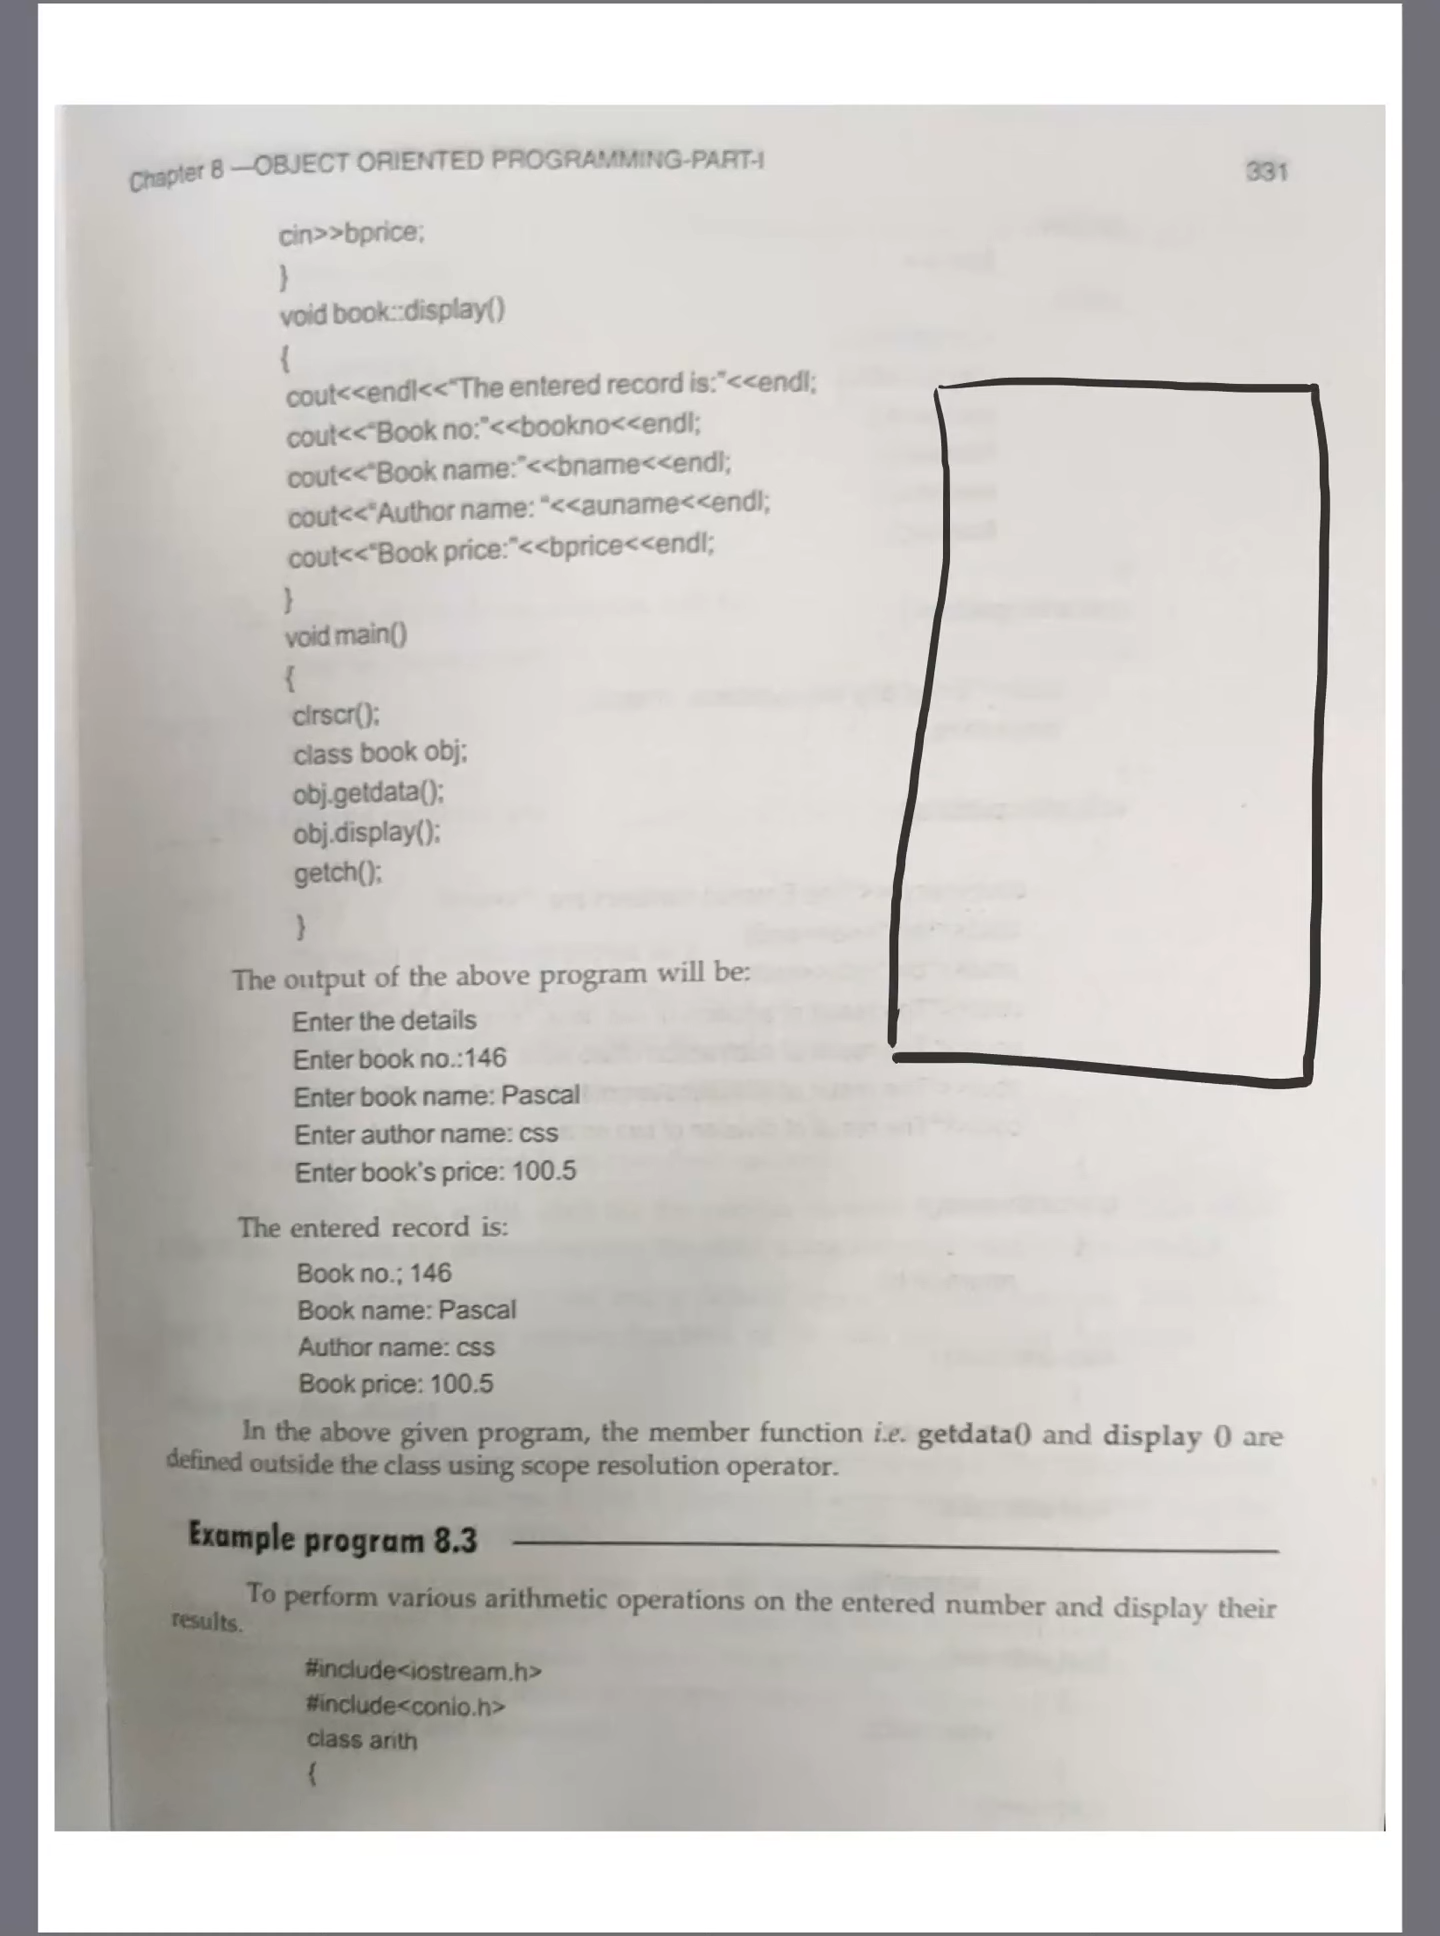 Chapter 8 —OBJECT ORIENTED PROGRAMMING-PART-I
331
cin>>bprice;
}
void book::display()
{
cout<<endl<<"The entered record is:"<<endl;
cout<<"Book no:"<<bookno<<endl;
cout<<"Book name:"<<bname<<endl;
cout<<"Author name: "<<auname<<endl;
cout<<"Book price:"<<bprice<<endl;
}
void main()
{
clrscr();
class book obj;
obj.getdata();
obj.display();
getch();
}
The output of the above program will be:
Enter the details
Enter book no.:146
Enter book name: Pascal
Enter author name: css
Enter book's price: 100.5
The entered record is:
Book no.; 146
Book name: Pascal
Author name: css
Book price: 100.5
In the above given program, the member function i.e. getdata() and display () are
defined outside the class using scope resolution operator.
Example program 8.3
To perform various arithmetic operations on the entered number and display their
results.
#include<iostream.h>
#include<conio.h>
class arith
{